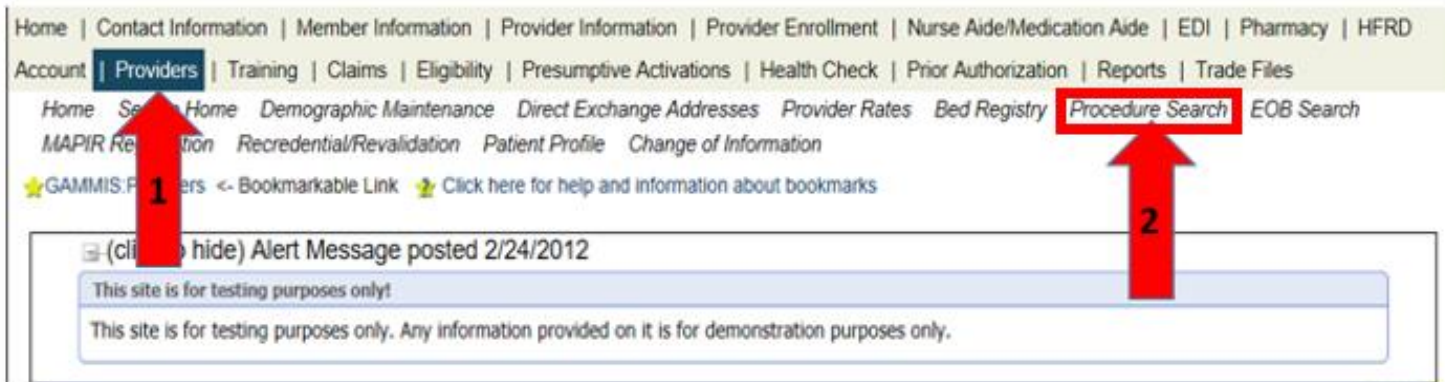 Home | Contact Information | Member Information | Provider Information | Provider Enrollment | Nurse Aide/Medication Aide | EDI | Pharmacy | HFRD
Account | Providers | Training | Claims | Eligibility | Presumptive Activations | Health Check | Prior Authorization | Reports | Trade Files
Home Home Demographic Maintenance Direct Exchange Addresses Provider Rates Bed Registry Procedure Search EOB Search
MAPIR Recredential/Revalidation Patient Profile Change of Information
GAMMIS: <- Bookmarkable Link Click here for help and information about bookmarks
1
2
hide) Alert Message posted 2/24/2012
This site is for testing purposes only!
This site is for testing purposes only. Any information provided on it is for demonstration purposes only.